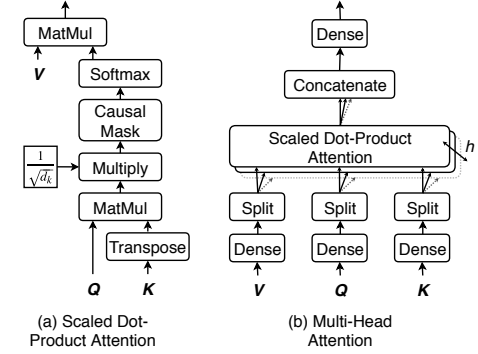 MatMul
V
Softmax
Causal
Mask
1
√dₖ
Multiply
MatMul
Transpose
Q K
(a) Scaled Dot-
Product Attention
Dense
Concatenate
Scaled Dot-Product
Attention
h
Split Split Split
Dense Dense Dense
V Q K
(b) Multi-Head
Attention